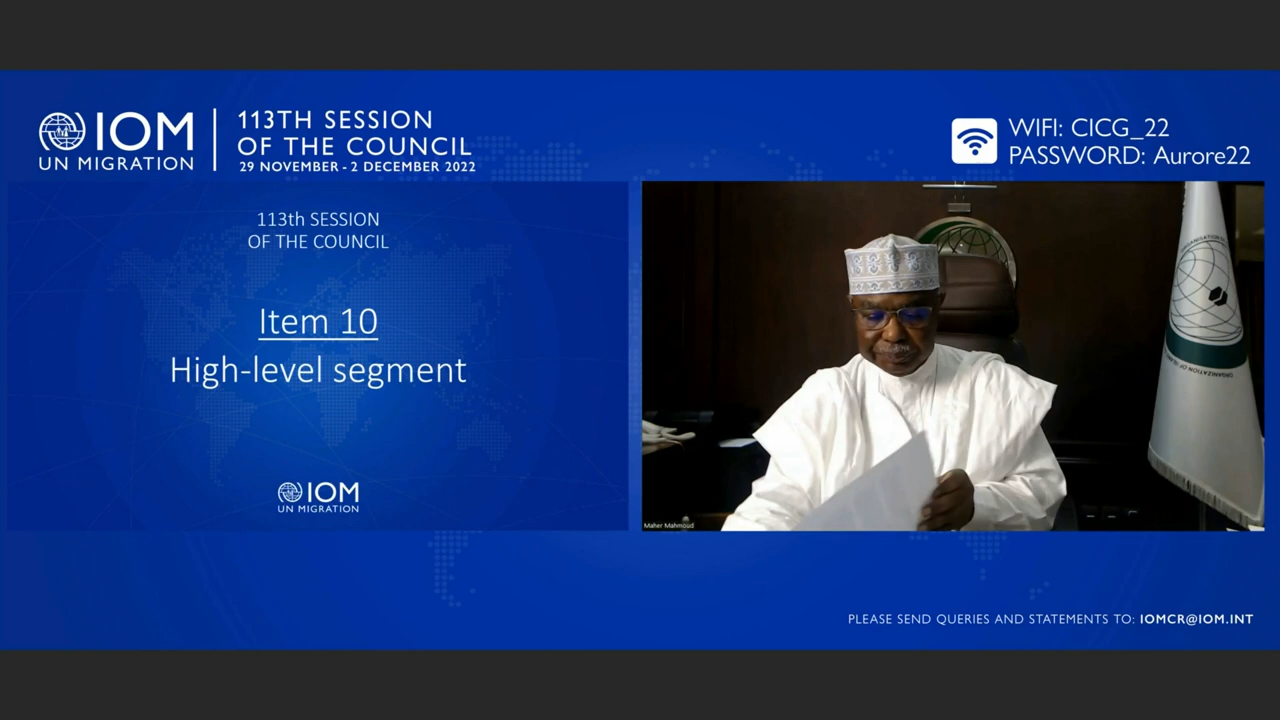 IOM
UN MIGRATION
113TH SESSION
OF THE COUNCIL
29 NOVEMBER - 2 DECEMBER 2022
WIFI: CICG_22
PASSWORD: Aurore22
113th SESSION
OF THE COUNCIL
Item 10
High-level segment
IOM
UN MIGRATION
ORGANIZATION OF
Maher Mahmoud
PLEASE SEND QUERIES AND STATEMENTS TO: IOMCR@IOM.INT